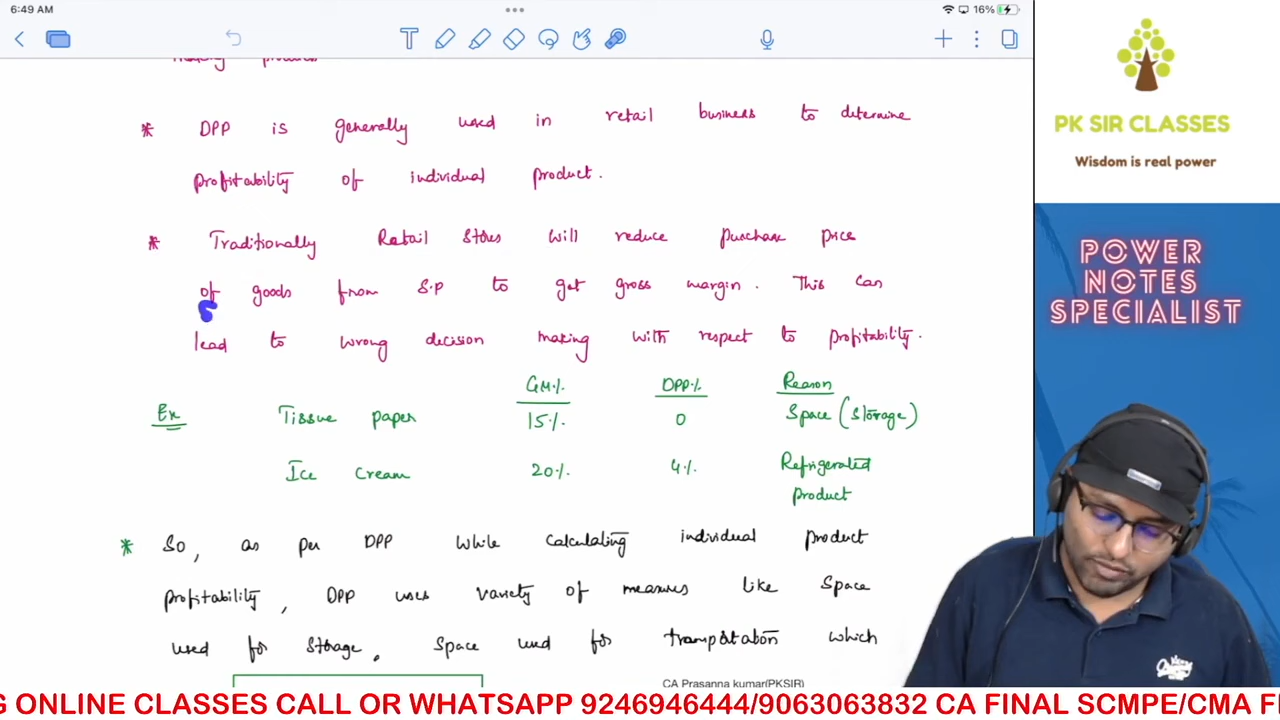 6:49 AM
16%
* DPP is generally used in retail business to determine
profitability of individual product.
* Traditionally Retail Stores will reduce purchase price
of goods from S.P to get gross margin. This can
lead to wrong decision making with respect to profitability.
GM% DPP% Reason
Ex Tissue paper 15% 0 Space (Storage)
Ice Cream 20% 4% Refrigerated
product
* So, as per DPP while calculating individual product
profitability, DPP uses variety of measures like Space
used for Storage, Space used for transportation which
CA Prasanna kumar(PKSIR)
PK SIR CLASSES
Wisdom is real power
POWER
NOTES
SPECIALIST
G ONLINE CLASSES CALL OR WHATSAPP 9246946444/9063063832 CA FINAL SCMPE/CMA FI